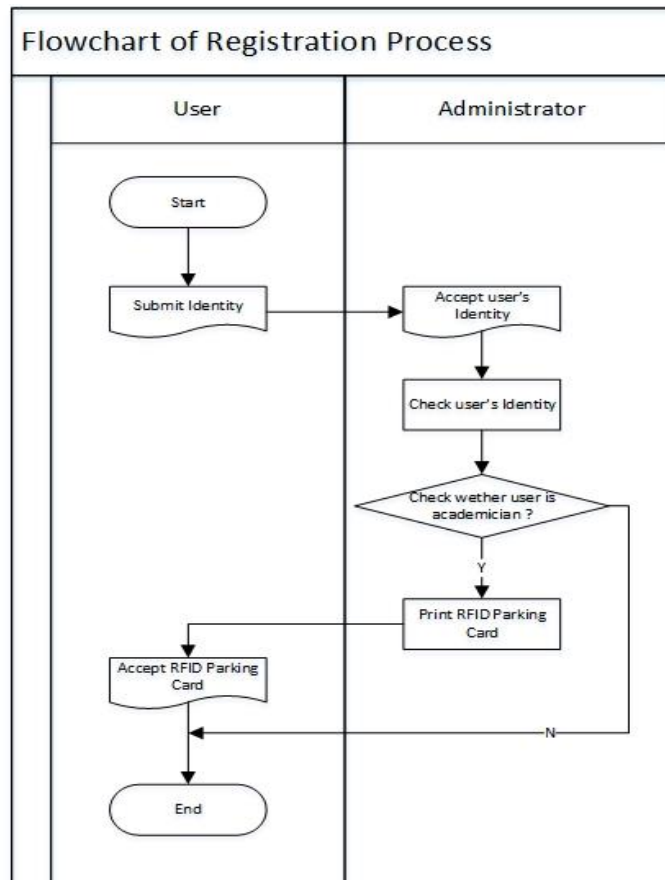 Flowchart of Registration Process
User
Administrator
Start
Submit Identity
Accept user's
Identity
Check user's Identity
Check wether user is
academician ?
Y
Print RFID Parking
Card
Accept RFID Parking
Card
N
End